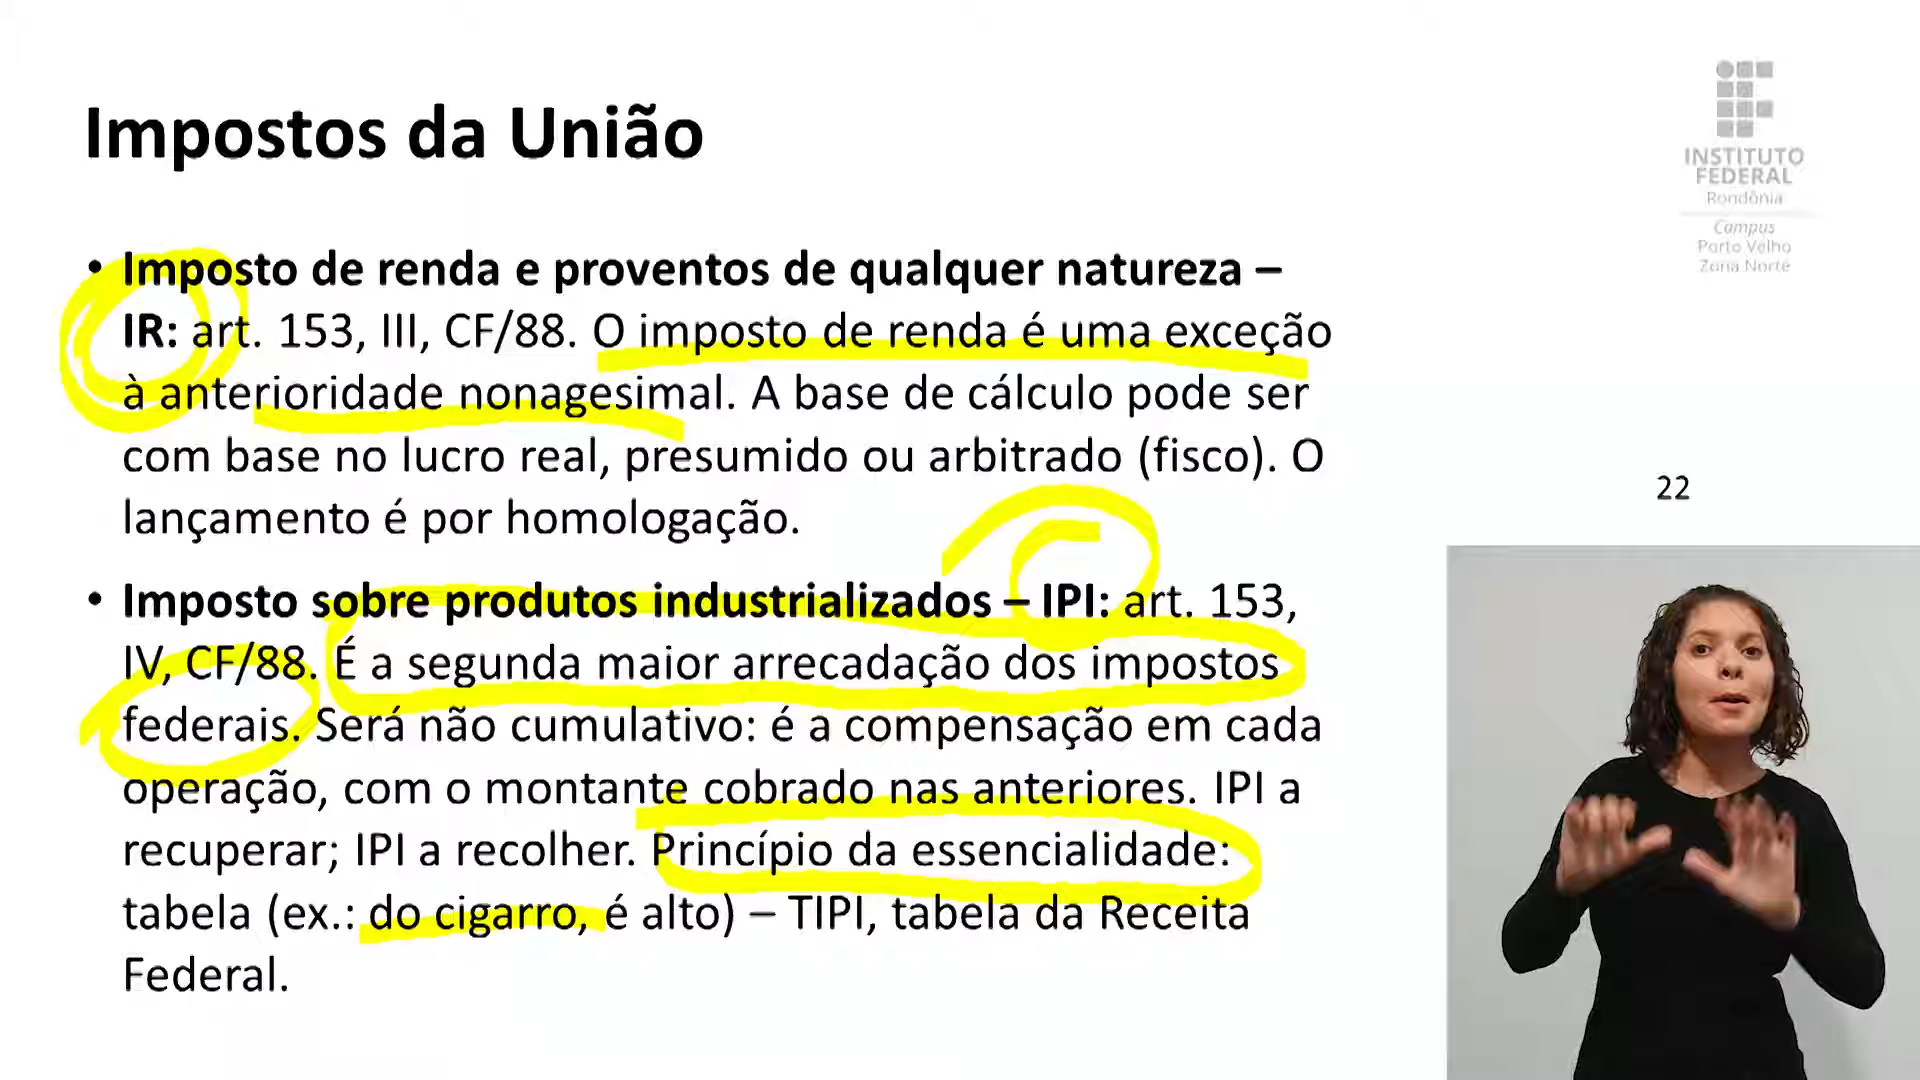 Impostos da União
INSTITUTO
FEDERAL
Rondônia
Campus
Porto Velho
Zona Norte
• Imposto de renda e proventos de qualquer natureza –
IR: art. 153, III, CF/88. O imposto de renda é uma exceção
à anterioridade nonagesimal. A base de cálculo pode ser
com base no lucro real, presumido ou arbitrado (fisco). O
lançamento é por homologação.
22
• Imposto sobre produtos industrializados – IPI: art. 153,
IV, CF/88. É a segunda maior arrecadação dos impostos
federais. Será não cumulativo: é a compensação em cada
operação, com o montante cobrado nas anteriores. IPI a
recuperar; IPI a recolher. Princípio da essencialidade:
tabela (ex.: do cigarro, é alto) – TIPI, tabela da Receita
Federal.